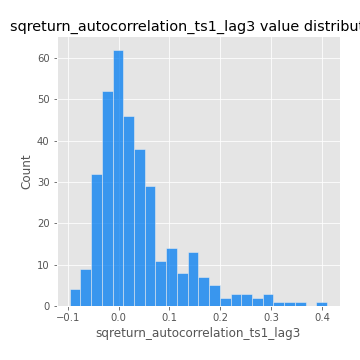 sqreturn_autocorrelation_ts1_lag3 value distribut
60
50
40
30
20
10
0
Count
−0.1 0.0 0.1 0.2 0.3 0.4
sqreturn_autocorrelation_ts1_lag3